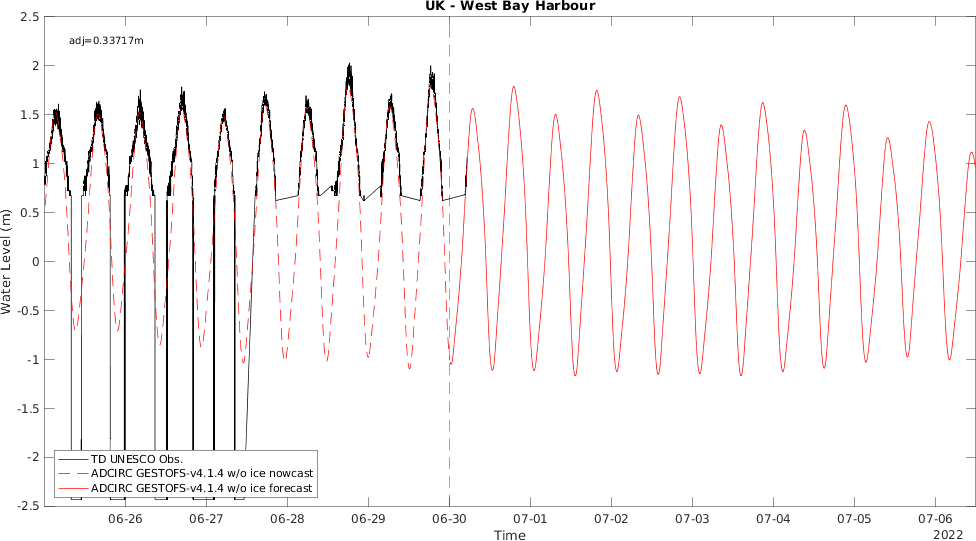 UK - West Bay Harbour
adj=0.33717m
2.5
2
1.5
1
0.5
0
-0.5
-1
-1.5
-2
-2.5
Water Level (m)
TD UNESCO Obs.
ADCIRC GESTOFS-v4.1.4 w/o ice nowcast
ADCIRC GESTOFS-v4.1.4 w/o ice forecast
06-26 06-27 06-28 06-29 06-30 07-01 07-02 07-03 07-04 07-05 07-06
Time
2022